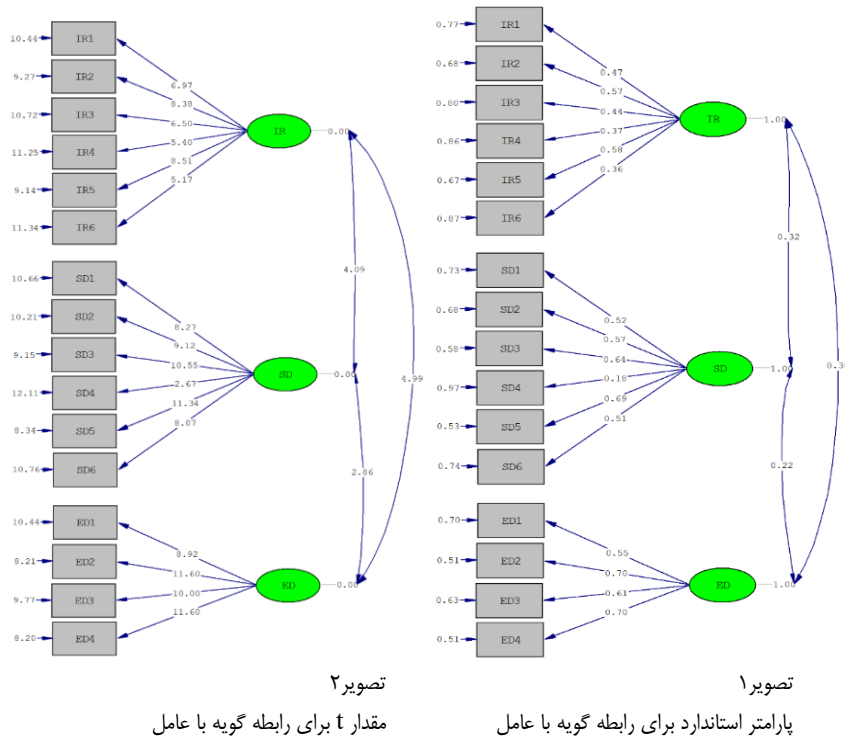 10.44 IR1
9.27 IR2
10.72 IR3
11.25 IR4
9.14 IR5
11.34 IR6
6.97
8.38
6.50
5.40
8.51
5.17
IR 0.00
10.66 SD1
10.21 SD2
9.15 SD3
12.11 SD4
8.34 SD5
10.76 SD6
8.27
9.12
10.55
2.67
11.34
8.07
SD 0.00
10.44 ED1
8.21 ED2
9.77 ED3
8.20 ED4
8.92
11.60
10.00
11.60
ED 0.00
4.09
4.99
2.86
0.77 IR1
0.68 IR2
0.80 IR3
0.86 IR4
0.67 IR5
0.87 IR6
0.47
0.57
0.44
0.37
0.58
0.36
IR 1.00
0.73 SD1
0.68 SD2
0.58 SD3
0.97 SD4
0.53 SD5
0.74 SD6
0.52
0.57
0.64
0.18
0.69
0.51
SD 1.00
0.70 ED1
0.51 ED2
0.63 ED3
0.51 ED4
0.55
0.70
0.61
0.70
ED 1.00
0.32
0.22
تصویر۱
پارامتر استاندارد برای رابطه گویه با عامل
تصویر۲
مقدار t برای رابطه گویه با عامل